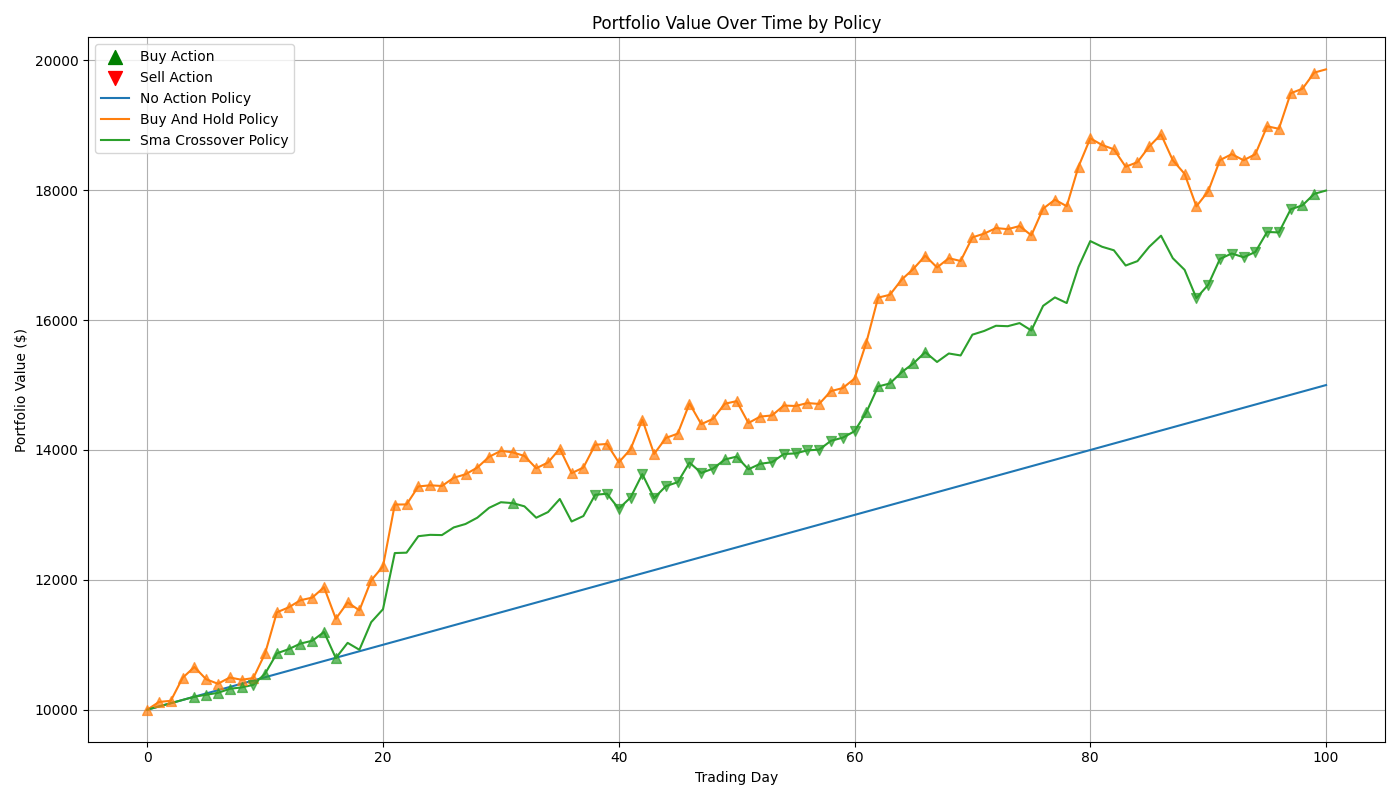 Portfolio Value Over Time by Policy
Buy Action
Sell Action
No Action Policy
Buy And Hold Policy
Sma Crossover Policy
Portfolio Value ($)
20000
18000
16000
14000
12000
10000
0 20 40 60 80 100
Trading Day